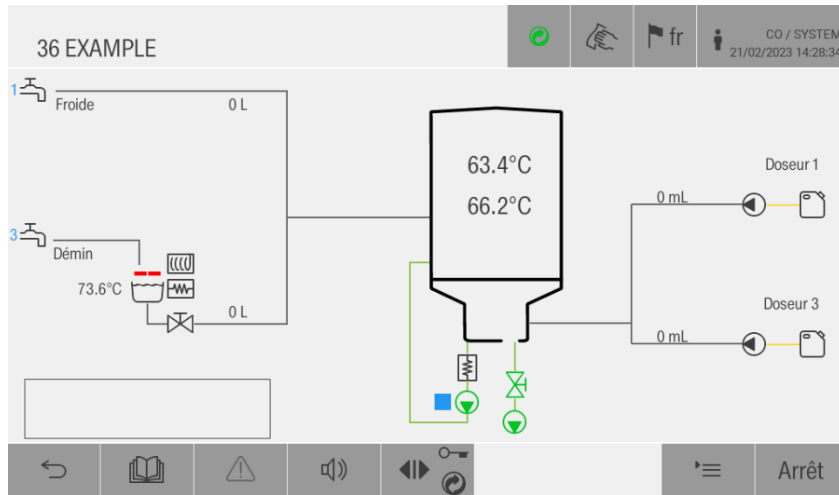 36 EXAMPLE
fr
CO / SYSTEM
21/02/2023 14:28:34
1
Froide
0 L
63.4°C
66.2°C
Doseur 1
0 mL
3
Démin
73.6°C
0 L
Doseur 3
0 mL
Arrêt